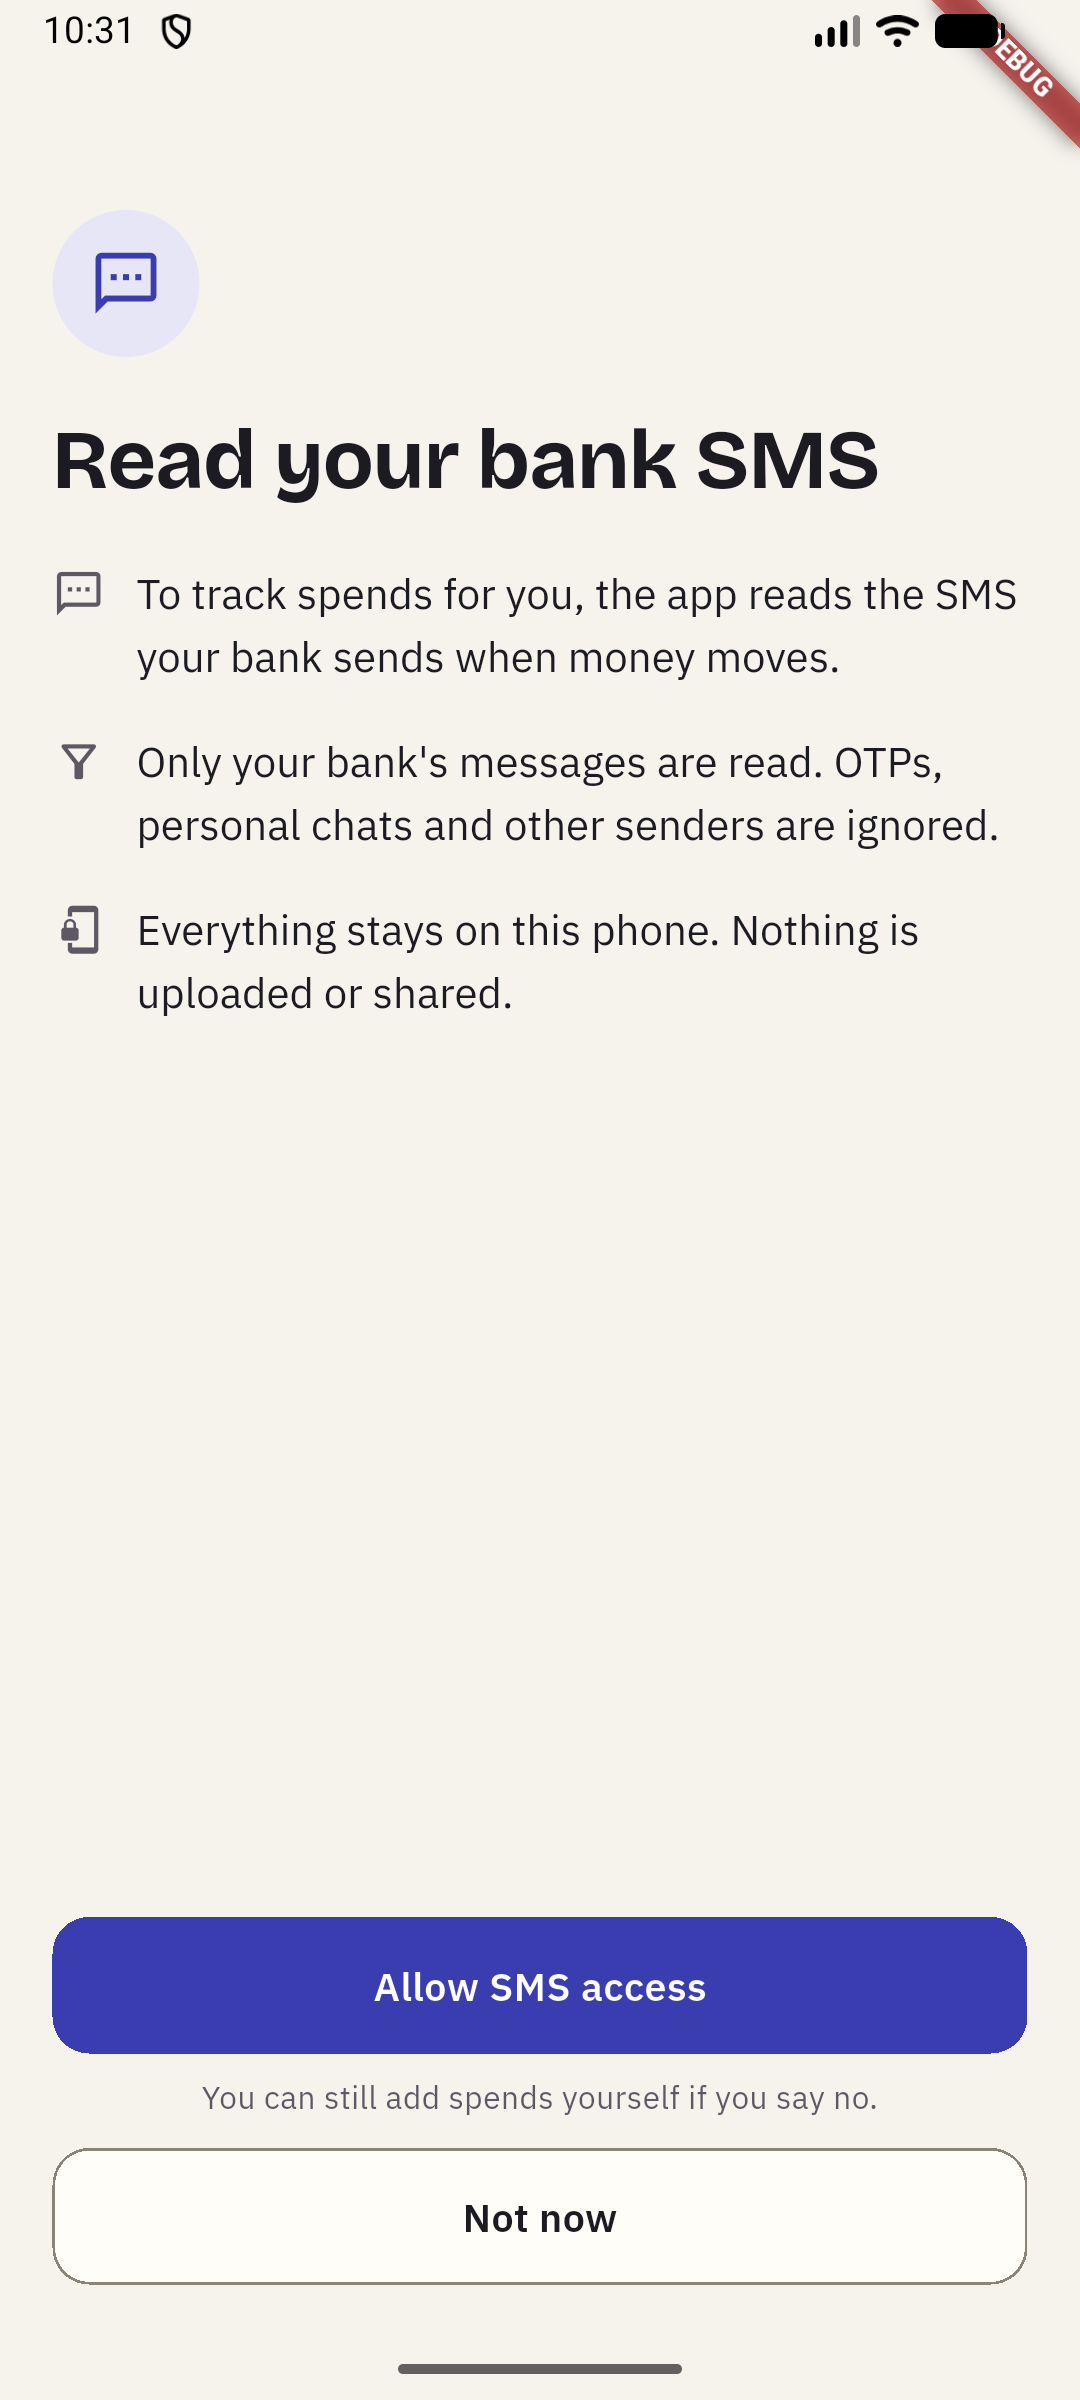 10:31
EBUG
Read your bank SMS
To track spends for you, the app reads the SMS
your bank sends when money moves.
Only your bank's messages are read. OTPs,
personal chats and other senders are ignored.
Everything stays on this phone. Nothing is
uploaded or shared.
Allow SMS access
You can still add spends yourself if you say no.
Not now